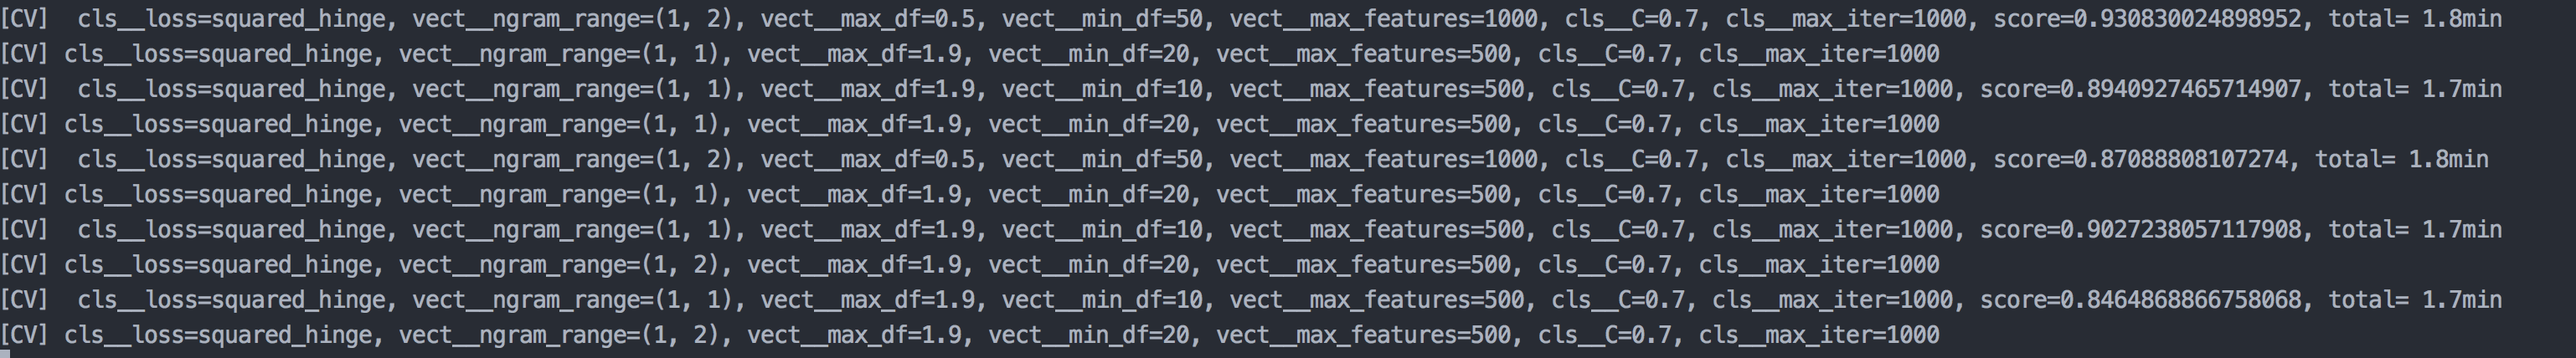 [CV]  cls__loss=squared_hinge, vect__ngram_range=(1, 2), vect__max_df=0.5, vect__min_df=50, vect__max_features=1000, cls__C=0.7, cls__max_iter=1000, score=0.930830024898952, total= 1.8min
[CV] cls__loss=squared_hinge, vect__ngram_range=(1, 1), vect__max_df=1.9, vect__min_df=20, vect__max_features=500, cls__C=0.7, cls__max_iter=1000
[CV]  cls__loss=squared_hinge, vect__ngram_range=(1, 1), vect__max_df=1.9, vect__min_df=10, vect__max_features=500, cls__C=0.7, cls__max_iter=1000, score=0.8940927465714907, total= 1.7min
[CV] cls__loss=squared_hinge, vect__ngram_range=(1, 1), vect__max_df=1.9, vect__min_df=20, vect__max_features=500, cls__C=0.7, cls__max_iter=1000
[CV]  cls__loss=squared_hinge, vect__ngram_range=(1, 2), vect__max_df=0.5, vect__min_df=50, vect__max_features=1000, cls__C=0.7, cls__max_iter=1000, score=0.87088808107274, total= 1.8min
[CV] cls__loss=squared_hinge, vect__ngram_range=(1, 1), vect__max_df=1.9, vect__min_df=20, vect__max_features=500, cls__C=0.7, cls__max_iter=1000
[CV]  cls__loss=squared_hinge, vect__ngram_range=(1, 1), vect__max_df=1.9, vect__min_df=10, vect__max_features=500, cls__C=0.7, cls__max_iter=1000, score=0.9027238057117908, total= 1.7min
[CV] cls__loss=squared_hinge, vect__ngram_range=(1, 2), vect__max_df=1.9, vect__min_df=20, vect__max_features=500, cls__C=0.7, cls__max_iter=1000
[CV]  cls__loss=squared_hinge, vect__ngram_range=(1, 1), vect__max_df=1.9, vect__min_df=10, vect__max_features=500, cls__C=0.7, cls__max_iter=1000, score=0.8464868866758068, total= 1.7min
[CV] cls__loss=squared_hinge, vect__ngram_range=(1, 2), vect__max_df=1.9, vect__min_df=20, vect__max_features=500, cls__C=0.7, cls__max_iter=1000